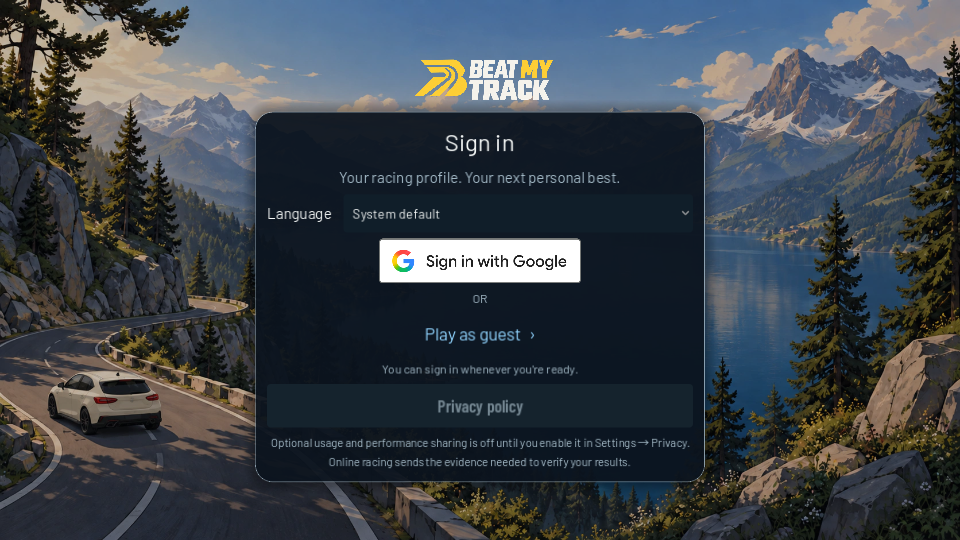 BEAT MY
TRACK
Sign in
Your racing profile. Your next personal best.
Language System default
Sign in with Google
OR
Play as guest ›
You can sign in whenever you're ready.
Privacy policy
Optional usage and performance sharing is off until you enable it in Settings → Privacy.
Online racing sends the evidence needed to verify your results.